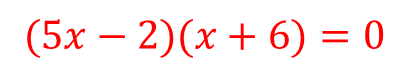 (5x − 2)(x + 6) = 0